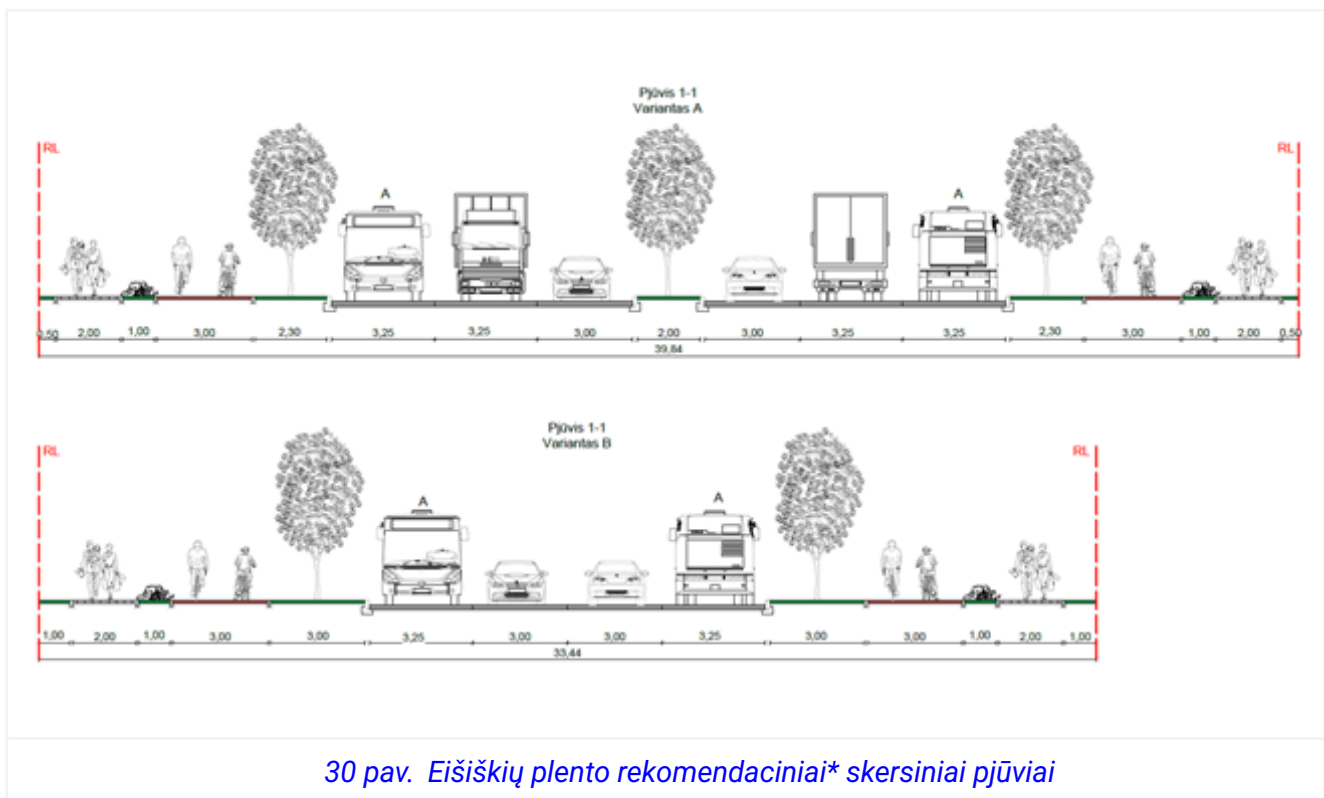 Pjūvis 1-1
Variantas A
RL RL
A A
0,50 2,00 1,00 3,00 2,30 3,25 3,25 3,00 2,00 3,00 3,25 3,25 2,30 3,00 1,00 2,00 0,50
39,84
Pjūvis 1-1
Variantas B
RL RL
A A
1,00 2,00 1,00 3,00 3,00 3,25 3,00 3,00 3,25 3,00 3,00 1,00 2,00 1,00
33,44
30 pav. Eišiškių plento rekomendaciniai* skersiniai pjūviai